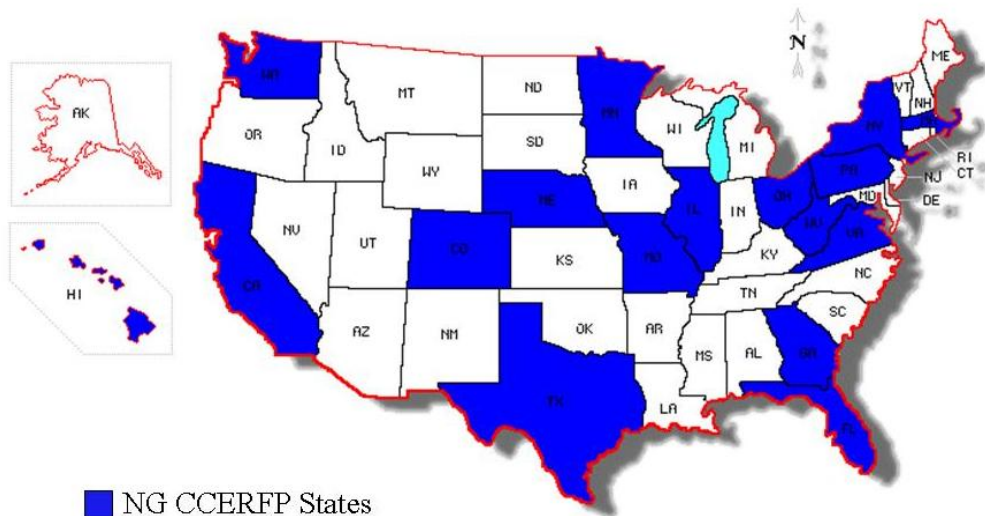 N
WA
MT
ND
MN
ME
AK
OR
ID
SD
WI
MI
VT
NH
NY
MA
WY
IA
NE
PA
RI
CT
NJ
DE
MD
NV
UT
CO
IL
IN
OH
WV
VA
CA
KS
MO
KY
NC
HI
TN
AZ
NM
OK
AR
SC
MS
AL
GA
TX
LA
FL
NG CCERFP States